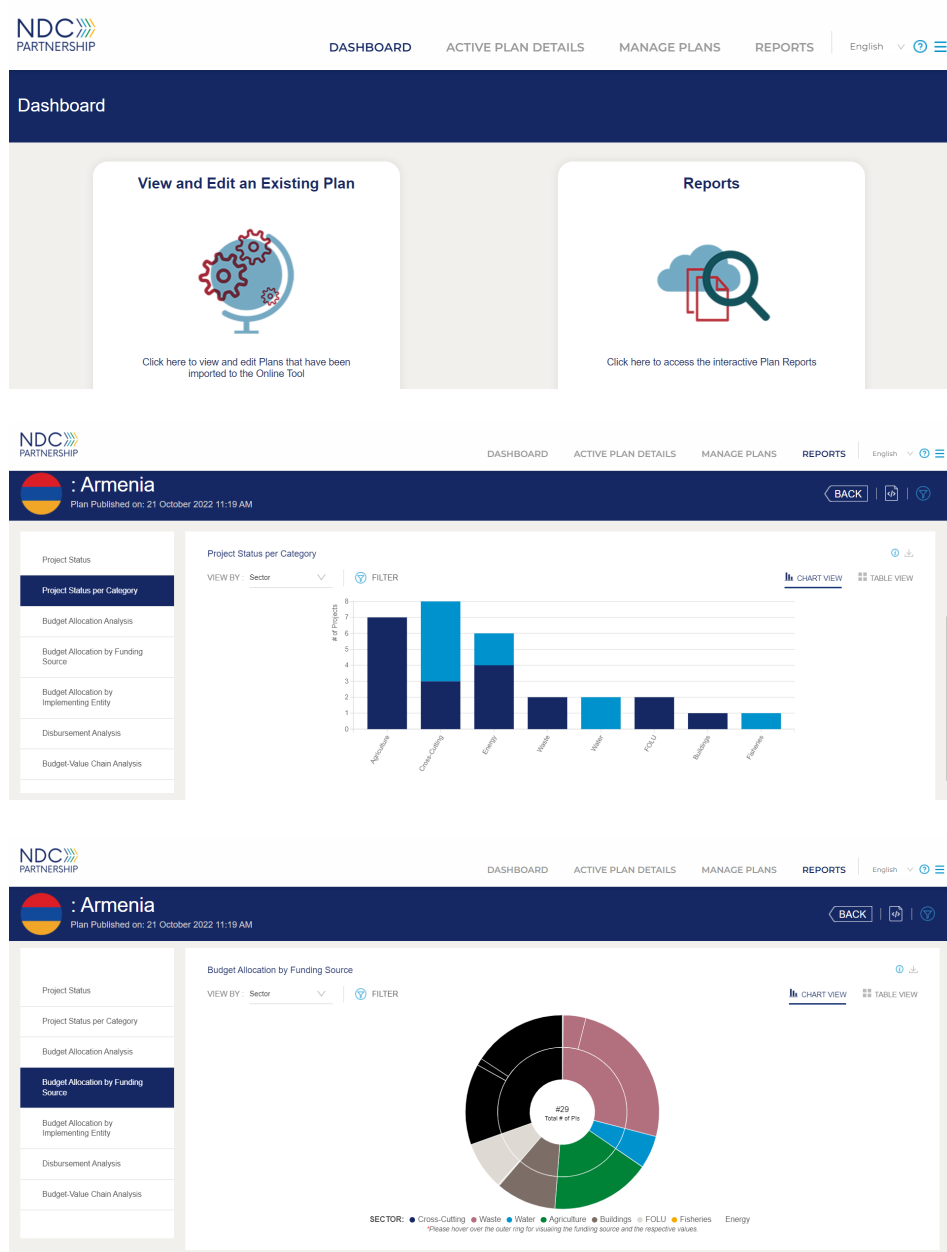 NDC
PARTNERSHIP
DASHBOARD ACTIVE PLAN DETAILS MANAGE PLANS REPORTS English ?
Dashboard
View and Edit an Existing Plan
Click here to view and edit Plans that have been
imported to the Online Tool
Reports
Click here to access the interactive Plan Reports
NDC
PARTNERSHIP
DASHBOARD ACTIVE PLAN DETAILS MANAGE PLANS REPORTS English ?
: Armenia
Plan Published on: 21 October 2022 11:19 AM
BACK | </> |
Project Status
Project Status per Category
Budget Allocation Analysis
Budget Allocation by Funding
Source
Budget Allocation by
Implementing Entity
Disbursement Analysis
Budget-Value Chain Analysis
Project Status per Category
VIEW BY : Sector FILTER
CHART VIEW TABLE VIEW
# of Projects
8
7
6
5
4
3
2
1
0
Agriculture
Cross-Cutting
Energy
Waste
Water
FOLU
Buildings
Fisheries
NDC
PARTNERSHIP
DASHBOARD ACTIVE PLAN DETAILS MANAGE PLANS REPORTS English ?
: Armenia
Plan Published on: 21 October 2022 11:19 AM
BACK | </> |
Project Status
Project Status per Category
Budget Allocation Analysis
Budget Allocation by Funding
Source
Budget Allocation by
Implementing Entity
Disbursement Analysis
Budget-Value Chain Analysis
Budget Allocation by Funding Source
VIEW BY : Sector FILTER
CHART VIEW TABLE VIEW
#29
Total # of PIs
SECTOR: Cross-Cutting Waste Water Agriculture Buildings FOLU Fisheries Energy
*Please hover over the outer ring for visuaing the funding source and the respective values.